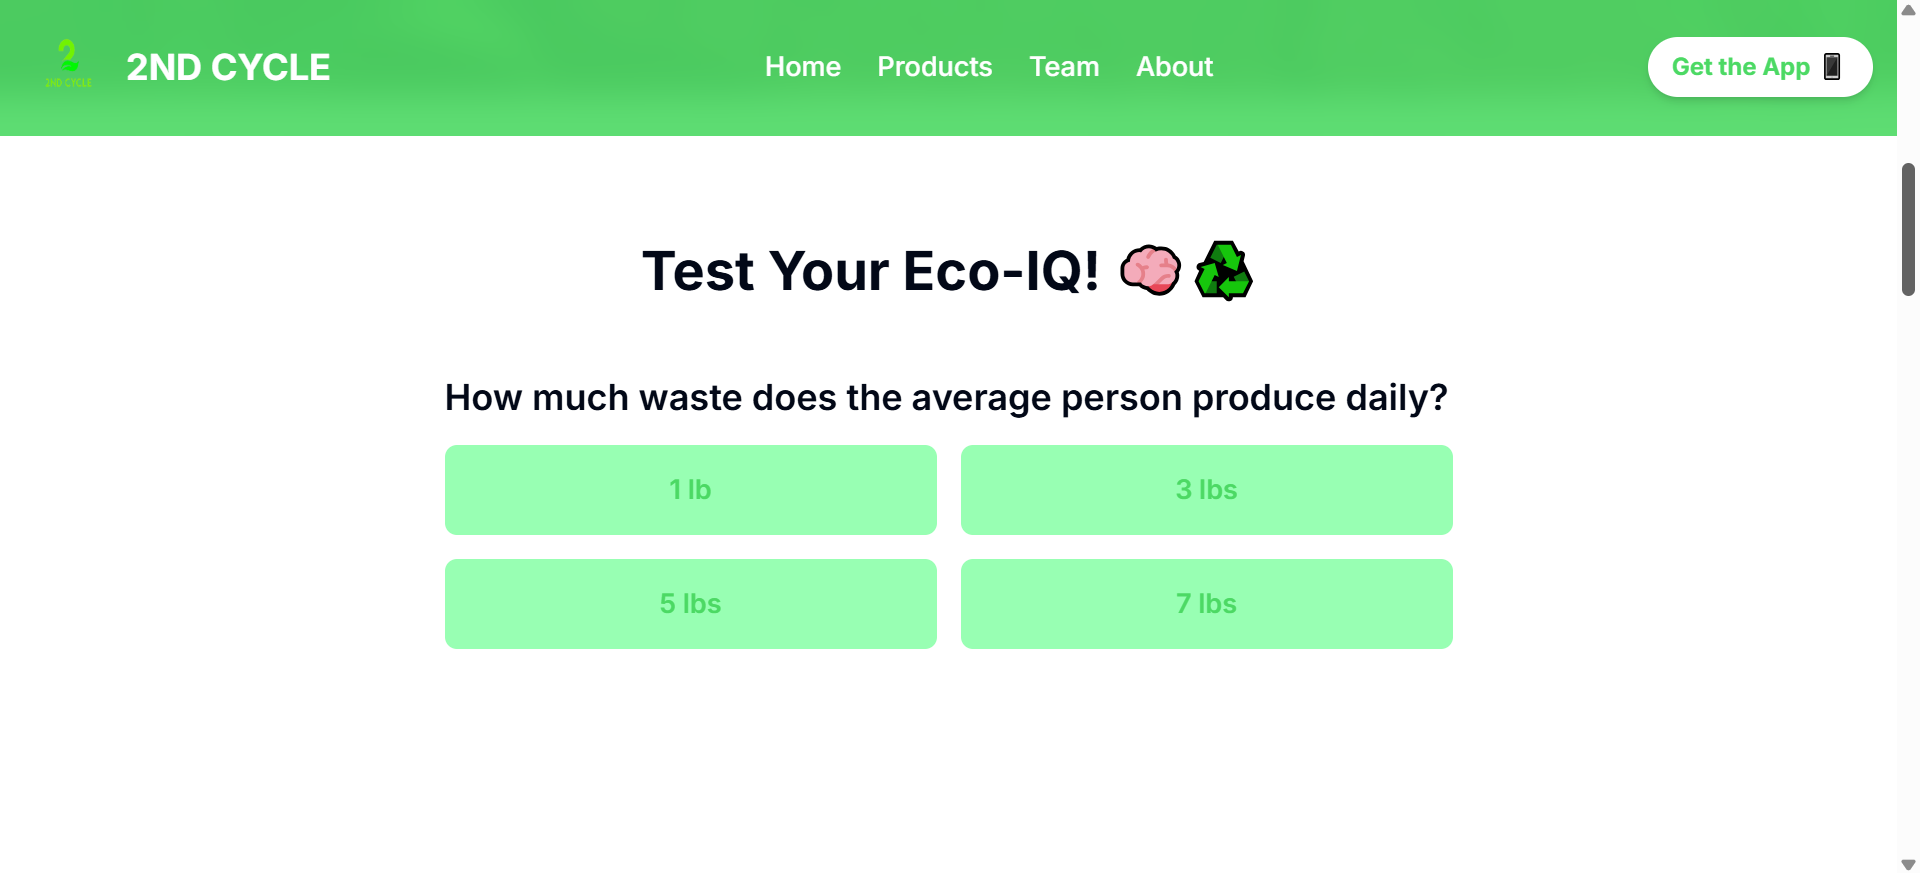 2ND CYCLE
2ND CYCLE
Home Products Team About
Get the App
Test Your Eco-IQ!
How much waste does the average person produce daily?
1 lb
3 lbs
5 lbs
7 lbs